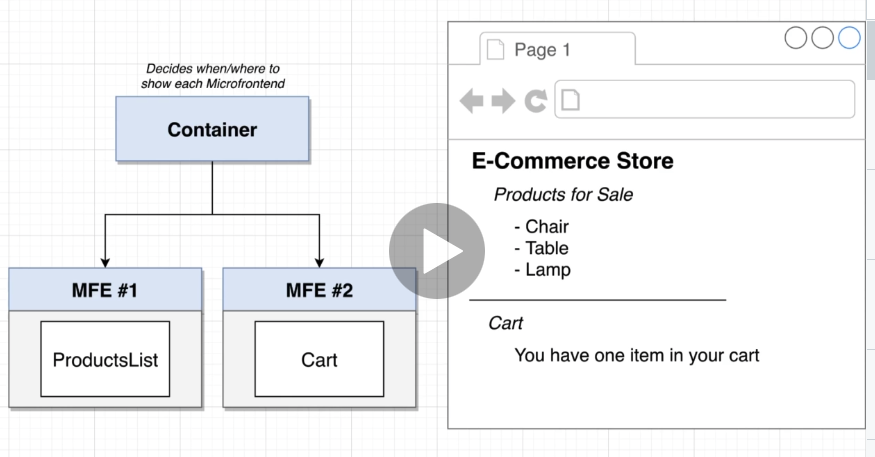 Decides when/where to
show each Microfrontend
Container
MFE #1
ProductsList
MFE #2
Cart
Page 1
E-Commerce Store
Products for Sale
- Chair
- Table
- Lamp
Cart
You have one item in your cart